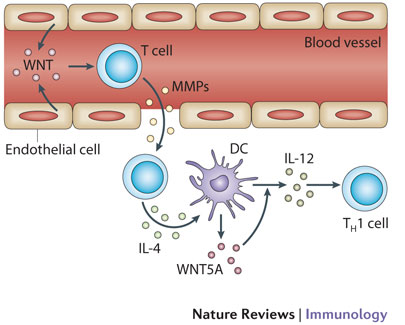 Blood vessel
T cell
WNT
MMPs
Endothelial cell
DC
IL-12
IL-4
WNT5A
TH1 cell
Nature Reviews | Immunology